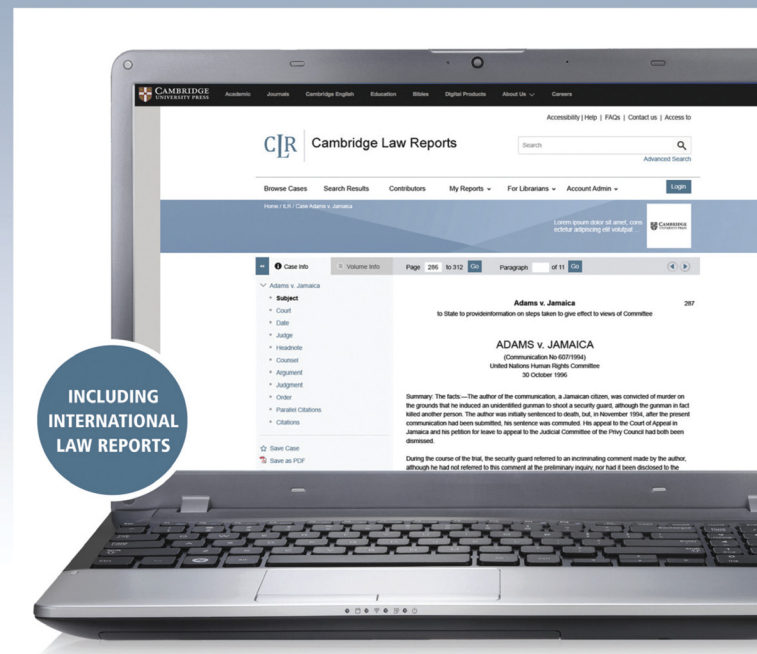 CAMBRIDGE
UNIVERSITY PRESS
Academic Journals Cambridge English Education Bibles Digital Products About Us Careers
Accessibility | Help | FAQs | Contact us | Access to
CLR Cambridge Law Reports
Search
Advanced Search
Browse Cases Search Results Contributors My Reports For Librarians Account Admin Login
Home / ILR / Case Adams v. Jamaica
Lorem ipsum dolor sit amet, cons
ectetur adipiscing elit volutpat ...
CAMBRIDGE
UNIVERSITY PRESS
Case Info Volume Info Page 286 to 312 Go Paragraph of 11 Go
Adams v. Jamaica
Subject
Court
Date
Judge
Headnote
Counsel
Argument
Judgment
Order
Parallel Citations
Citations
Save Case
Save as PDF
Adams v. Jamaica 287
to State to provideinformation on steps taken to give effect to views of Committee
ADAMS v. JAMAICA
(Communication No 607/1994)
United Nations Human Rights Committee
30 October 1996
Summary: The facts:—The author of the communication, a Jamaican citizen, was convicted of murder on
the grounds that he induced an unidentified gunman to shoot a security guard, although the gunman in fact
killed another person. The author was initially sentenced to death, but, in November 1994, after the present
communication had been submitted, his sentence was commuted. His appeal to the Court of Appeal in
Jamaica and his petition for leave to appeal to the Judicial Committee of the Privy Council had both been
dismissed.
During the course of the trial, the security guard referred to an incriminating comment made by the author,
although he had not referred to this comment at the preliminary inquiry, nor had it been disclosed to the
INCLUDING
INTERNATIONAL
LAW REPORTS